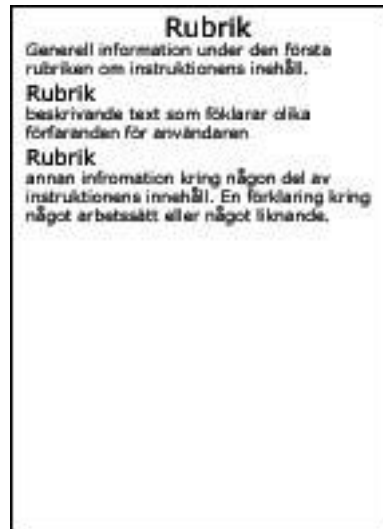 Rubrik
Generell information under den första
rubriken om instruktionens inehåll.
Rubrik
beskrivande text som föklarar olika
förfaranden för användaren
Rubrik
annan infromation kring någon del av
instruktionens innehåll. En förklaring kring
något arbetssätt eller något liknande.